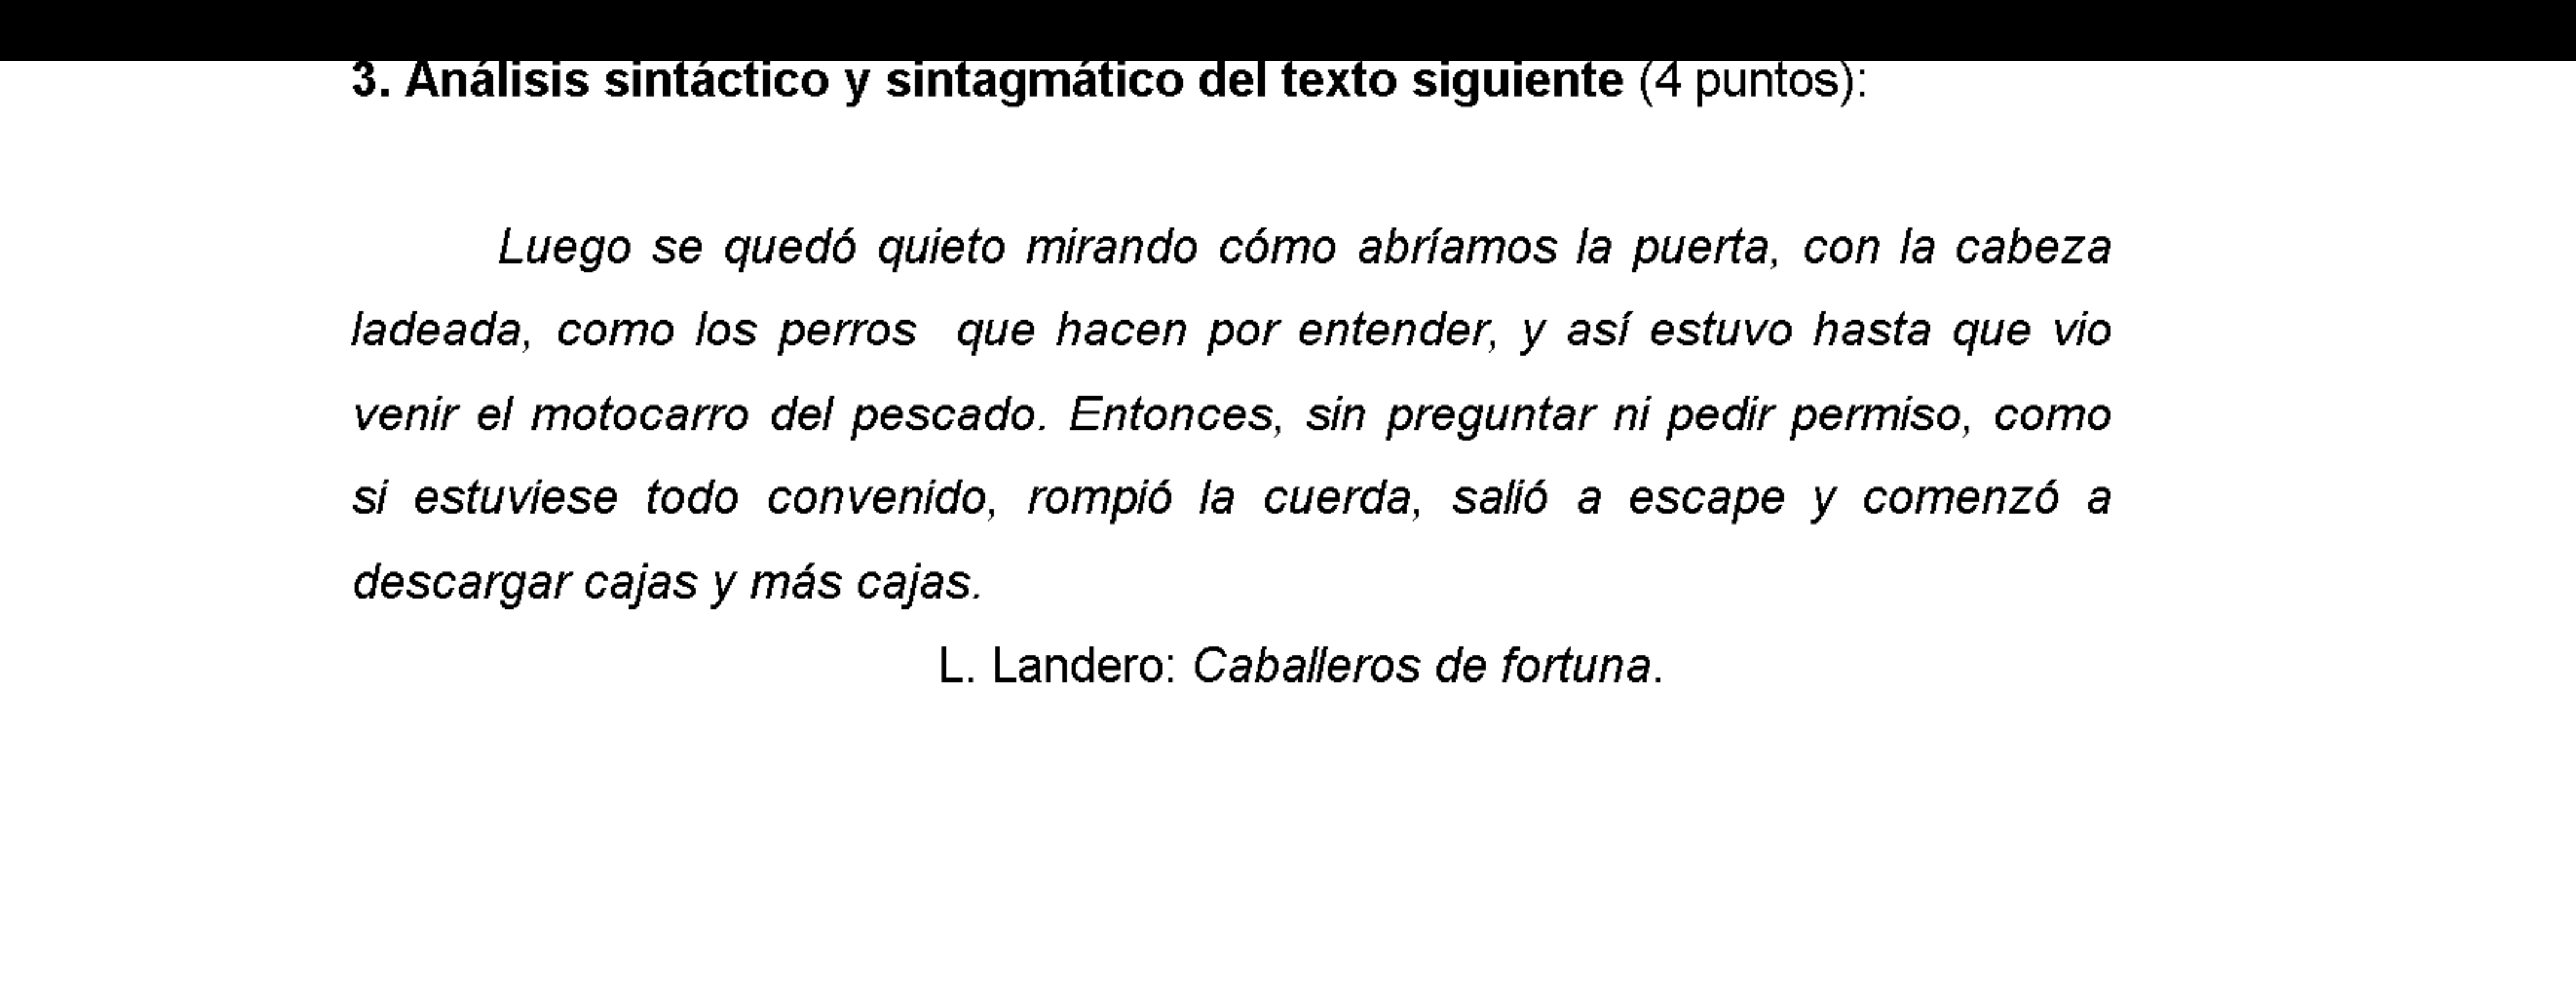 3. Análisis sintáctico y sintagmático del texto siguiente (4 puntos):
Luego se quedó quieto mirando cómo abríamos la puerta, con la cabeza
ladeada, como los perros  que hacen por entender, y así estuvo hasta que vio
venir el motocarro del pescado. Entonces, sin preguntar ni pedir permiso, como
si estuviese todo convenido, rompió la cuerda, salió a escape y comenzó a
descargar cajas y más cajas.
L. Landero: Caballeros de fortuna.